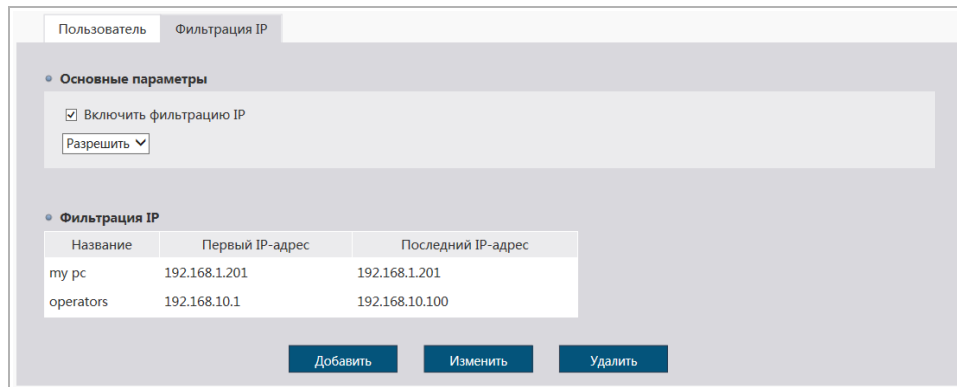 Пользователь Фильтрация IP
Основные параметры
Включить фильтрацию IP
Разрешить
Фильтрация IP
Название Первый IP-адрес Последний IP-адрес
my pc 192.168.1.201 192.168.1.201
operators 192.168.10.1 192.168.10.100
Добавить Изменить Удалить